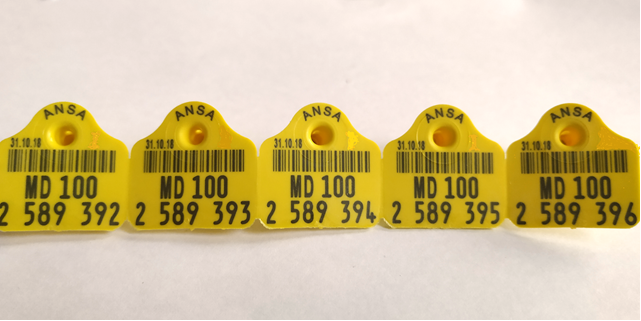 ANSA
31.10.18
MD 100
2 589 392
ANSA
31.10.18
MD 100
2 589 393
ANSA
31.10.18
MD 100
2 589 394
ANSA
31.10.18
MD 100
2 589 395
ANSA
31.10.18
MD 100
2 589 396